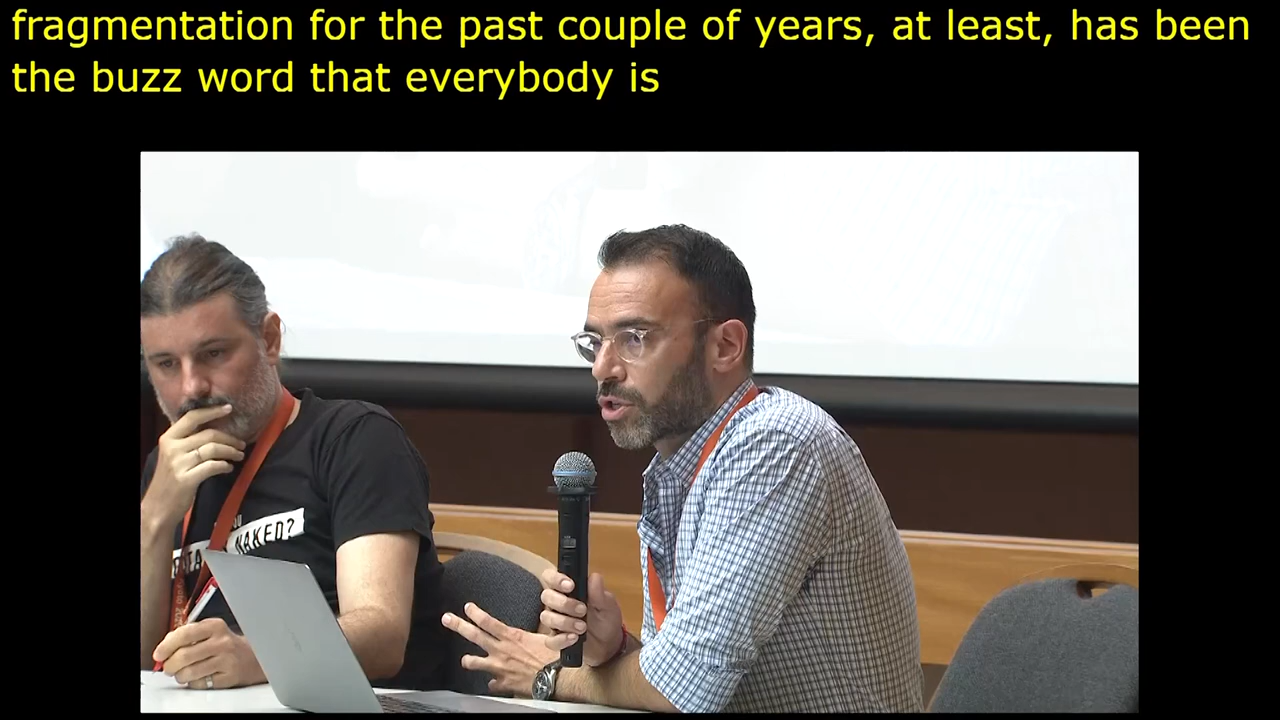 fragmentation for the past couple of years, at least, has been
the buzz word that everybody is
NAKED?